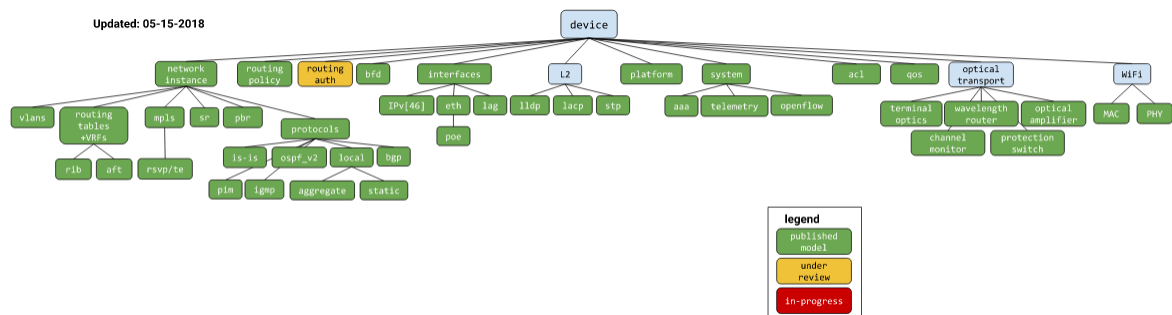 Updated: 05-15-2018
device
network
instance
routing
policy
routing
auth
bfd
interfaces
L2
platform
system
acl
qos
optical
transport
WiFi
vlans
routing
tables
+VRFs
mpls
sr
pbr
protocols
IPv[46]
eth
lag
lldp
lacp
stp
aaa
telemetry
openflow
terminal
optics
wavelength
router
optical
amplifier
MAC
PHY
poe
channel
monitor
protection
switch
rib
aft
rsvp/te
is-is
ospf_v2
local
bgp
pim
igmp
aggregate
static
legend
published
model
under
review
in-progress